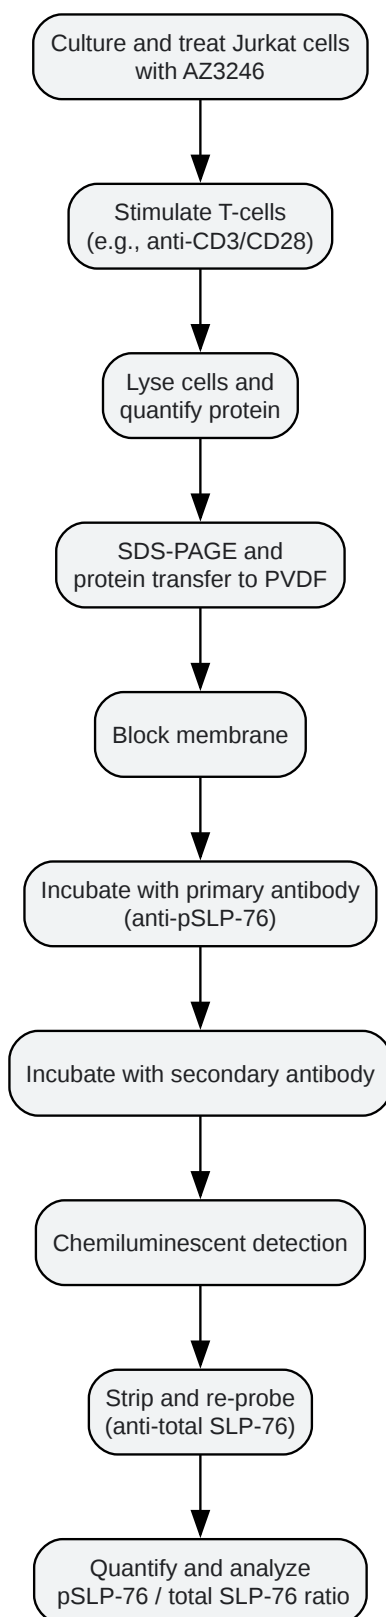 Culture and treat Jurkat cells
with AZ3246
Stimulate T-cells
(e.g., anti-CD3/CD28)
Lyse cells and
quantify protein
SDS-PAGE and
protein transfer to PVDF
Block membrane
Incubate with primary antibody
(anti-pSLP-76)
Incubate with secondary antibody
Chemiluminescent detection
Strip and re-probe
(anti-total SLP-76)
Quantify and analyze
pSLP-76 / total SLP-76 ratio